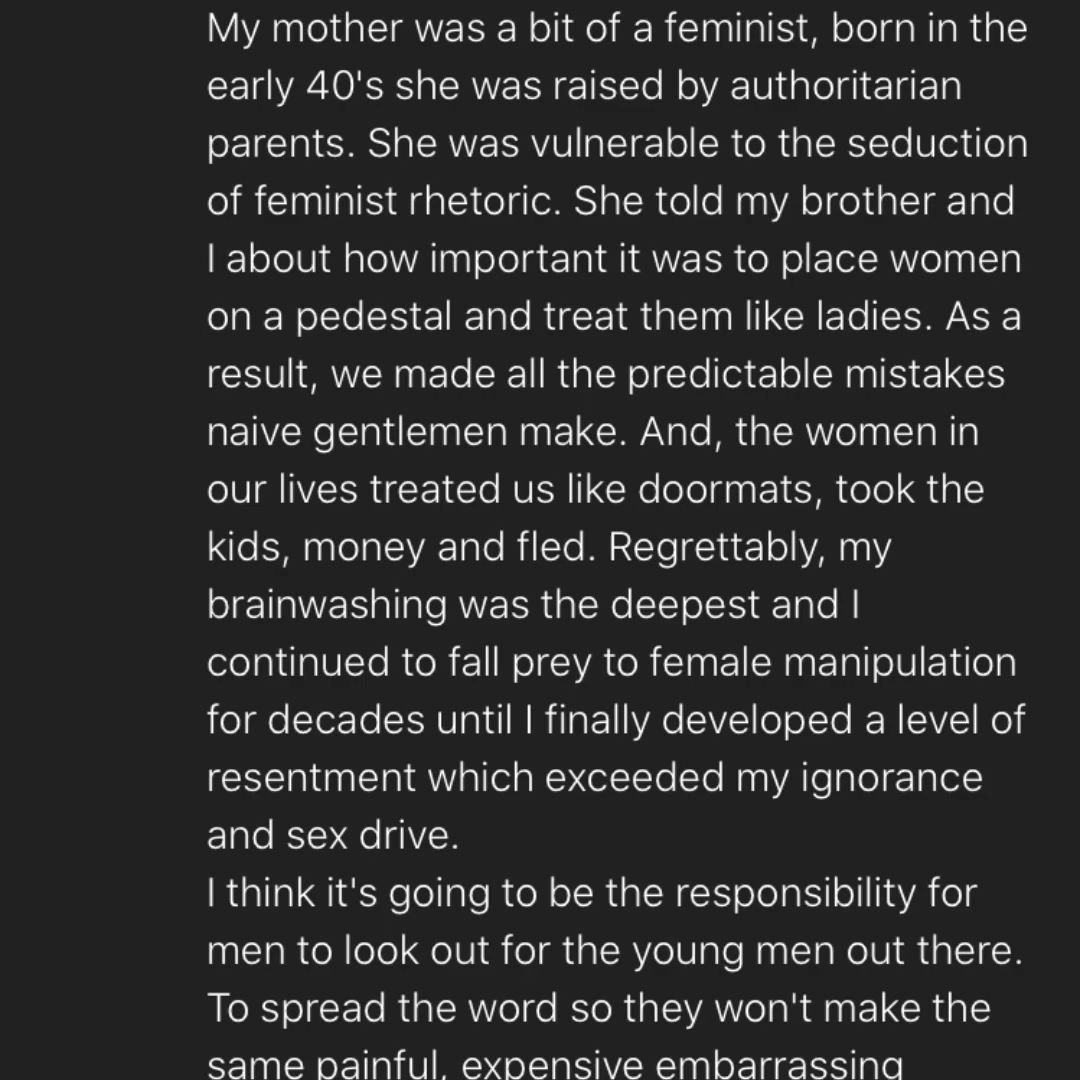 My mother was a bit of a feminist, born in the
early 40's she was raised by authoritarian
parents. She was vulnerable to the seduction
of feminist rhetoric. She told my brother and
I about how important it was to place women
on a pedestal and treat them like ladies. As a
result, we made all the predictable mistakes
naive gentlemen make. And, the women in
our lives treated us like doormats, took the
kids, money and fled. Regrettably, my
brainwashing was the deepest and I
continued to fall prey to female manipulation
for decades until I finally developed a level of
resentment which exceeded my ignorance
and sex drive.
I think it's going to be the responsibility for
men to look out for the young men out there.
To spread the word so they won't make the
same painful, expensive embarrassing